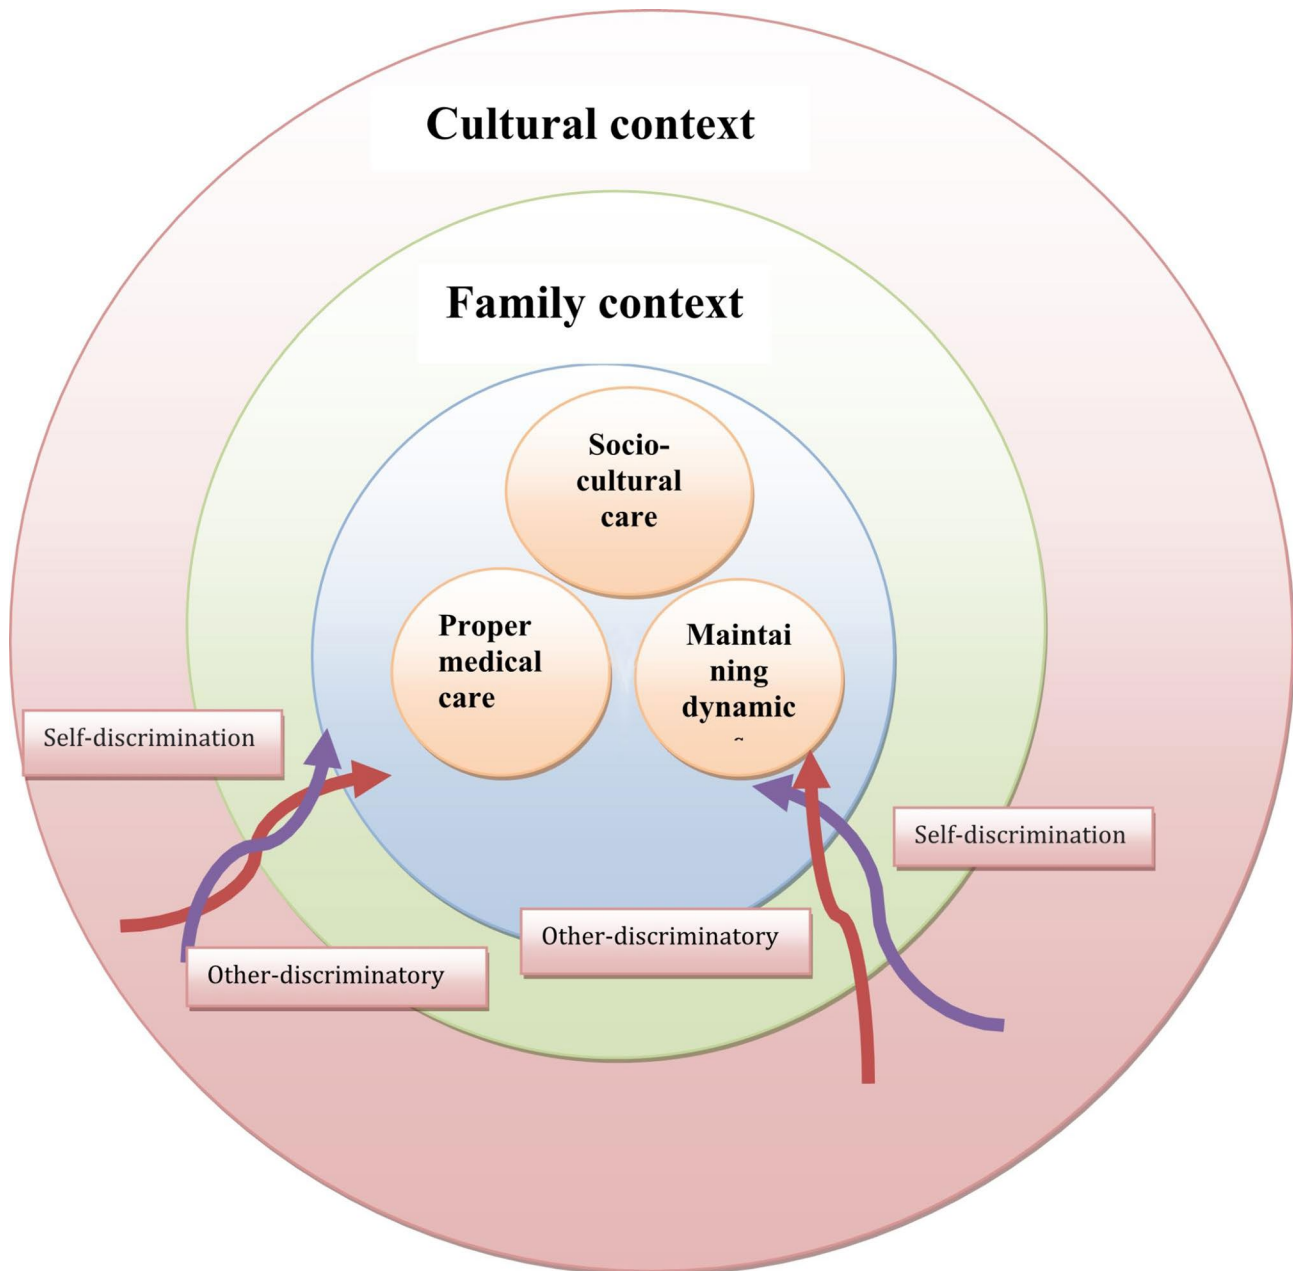 Cultural context
Family context
Socio-
cultural
care
Proper
medical
care
Maintai
ning
dynamic
s
Self-discrimination
Self-discrimination
Other-discriminatory
Other-discriminatory